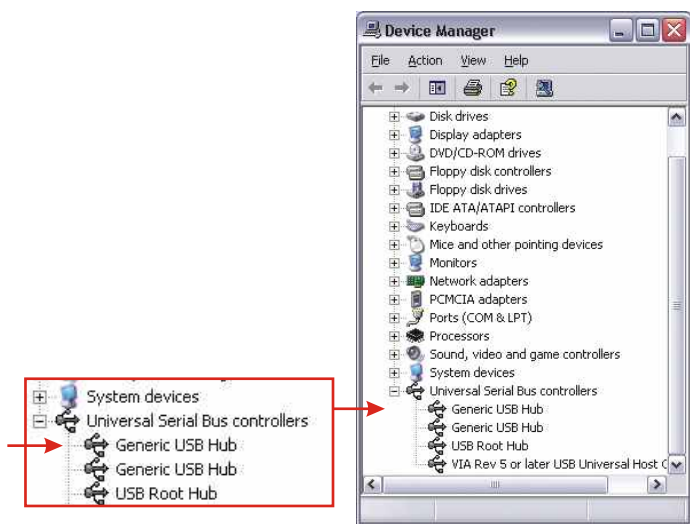 Device Manager
File Action View Help
Disk drives
Display adapters
DVD/CD-ROM drives
Floppy disk controllers
Floppy disk drives
IDE ATA/ATAPI controllers
Keyboards
Mice and other pointing devices
Monitors
Network adapters
PCMCIA adapters
Ports (COM & LPT)
Processors
Sound, video and game controllers
System devices
Universal Serial Bus controllers
Generic USB Hub
Generic USB Hub
USB Root Hub
VIA Rev 5 or later USB Universal Host C
System devices
Universal Serial Bus controllers
Generic USB Hub
Generic USB Hub
USB Root Hub